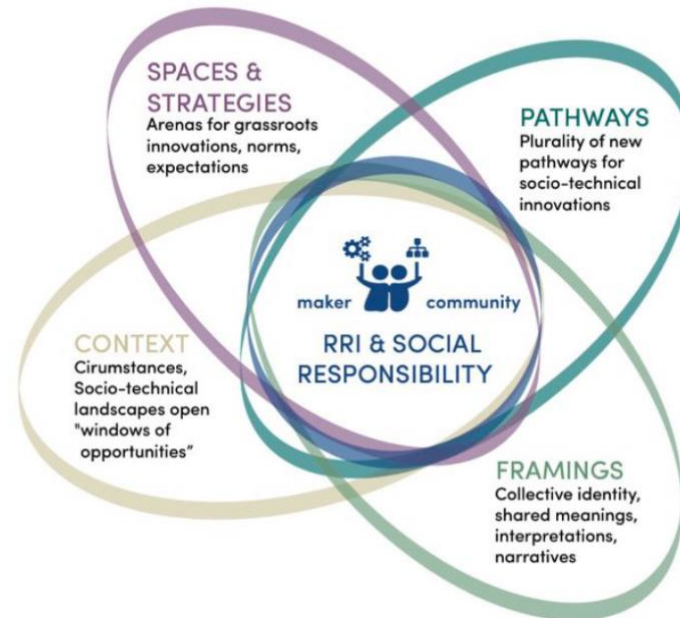 SPACES &
STRATEGIES
Arenas for grassroots
innovations, norms,
expectations
PATHWAYS
Plurality of new
pathways for
socio-technical
innovations
maker community
RRI & SOCIAL
RESPONSIBILITY
CONTEXT
Cirumstances,
Socio-technical
landscapes open
"windows of
opportunities”
FRAMINGS
Collective identity,
shared meanings,
interpretations,
narratives